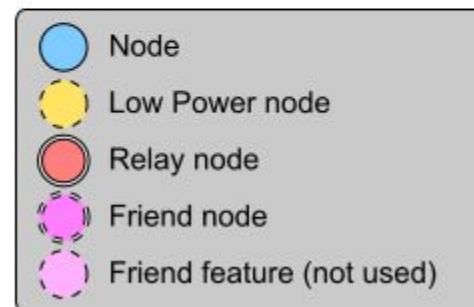 Node
Low Power node
Relay node
Friend node
Friend feature (not used)